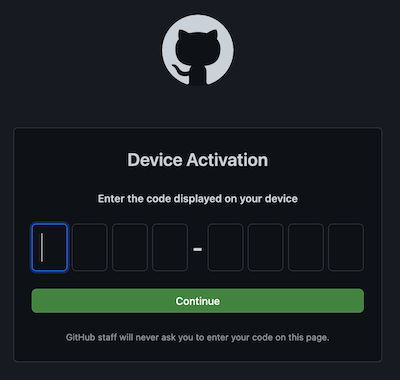 Device Activation
Enter the code displayed on your device
-
Continue
GitHub staff will never ask you to enter your code on this page.